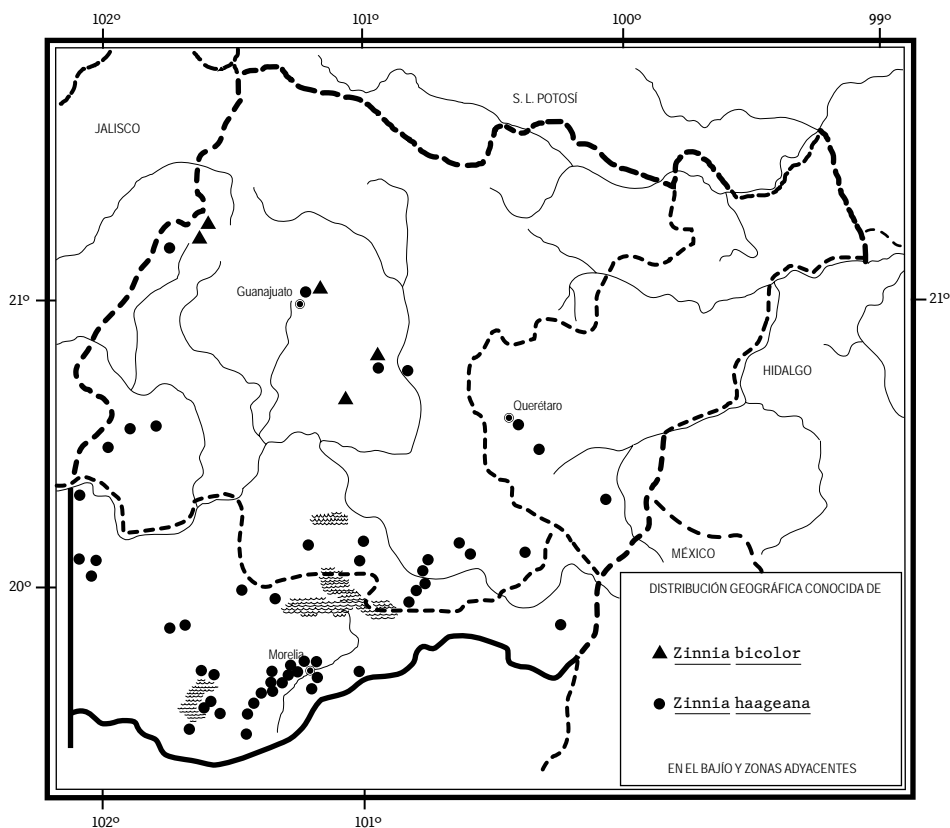 102º 101º 100º 99º
S. L. POTOSÍ
JALISCO
Guanajuato
21º 21º
HIDALGO
Querétaro
MÉXICO
20º
DISTRIBUCIÓN GEOGRÁFICA CONOCIDA DE
Zinnia bicolor
Morelia
Zinnia haageana
EN EL BAJÍO Y ZONAS ADYACENTES
102º 101º